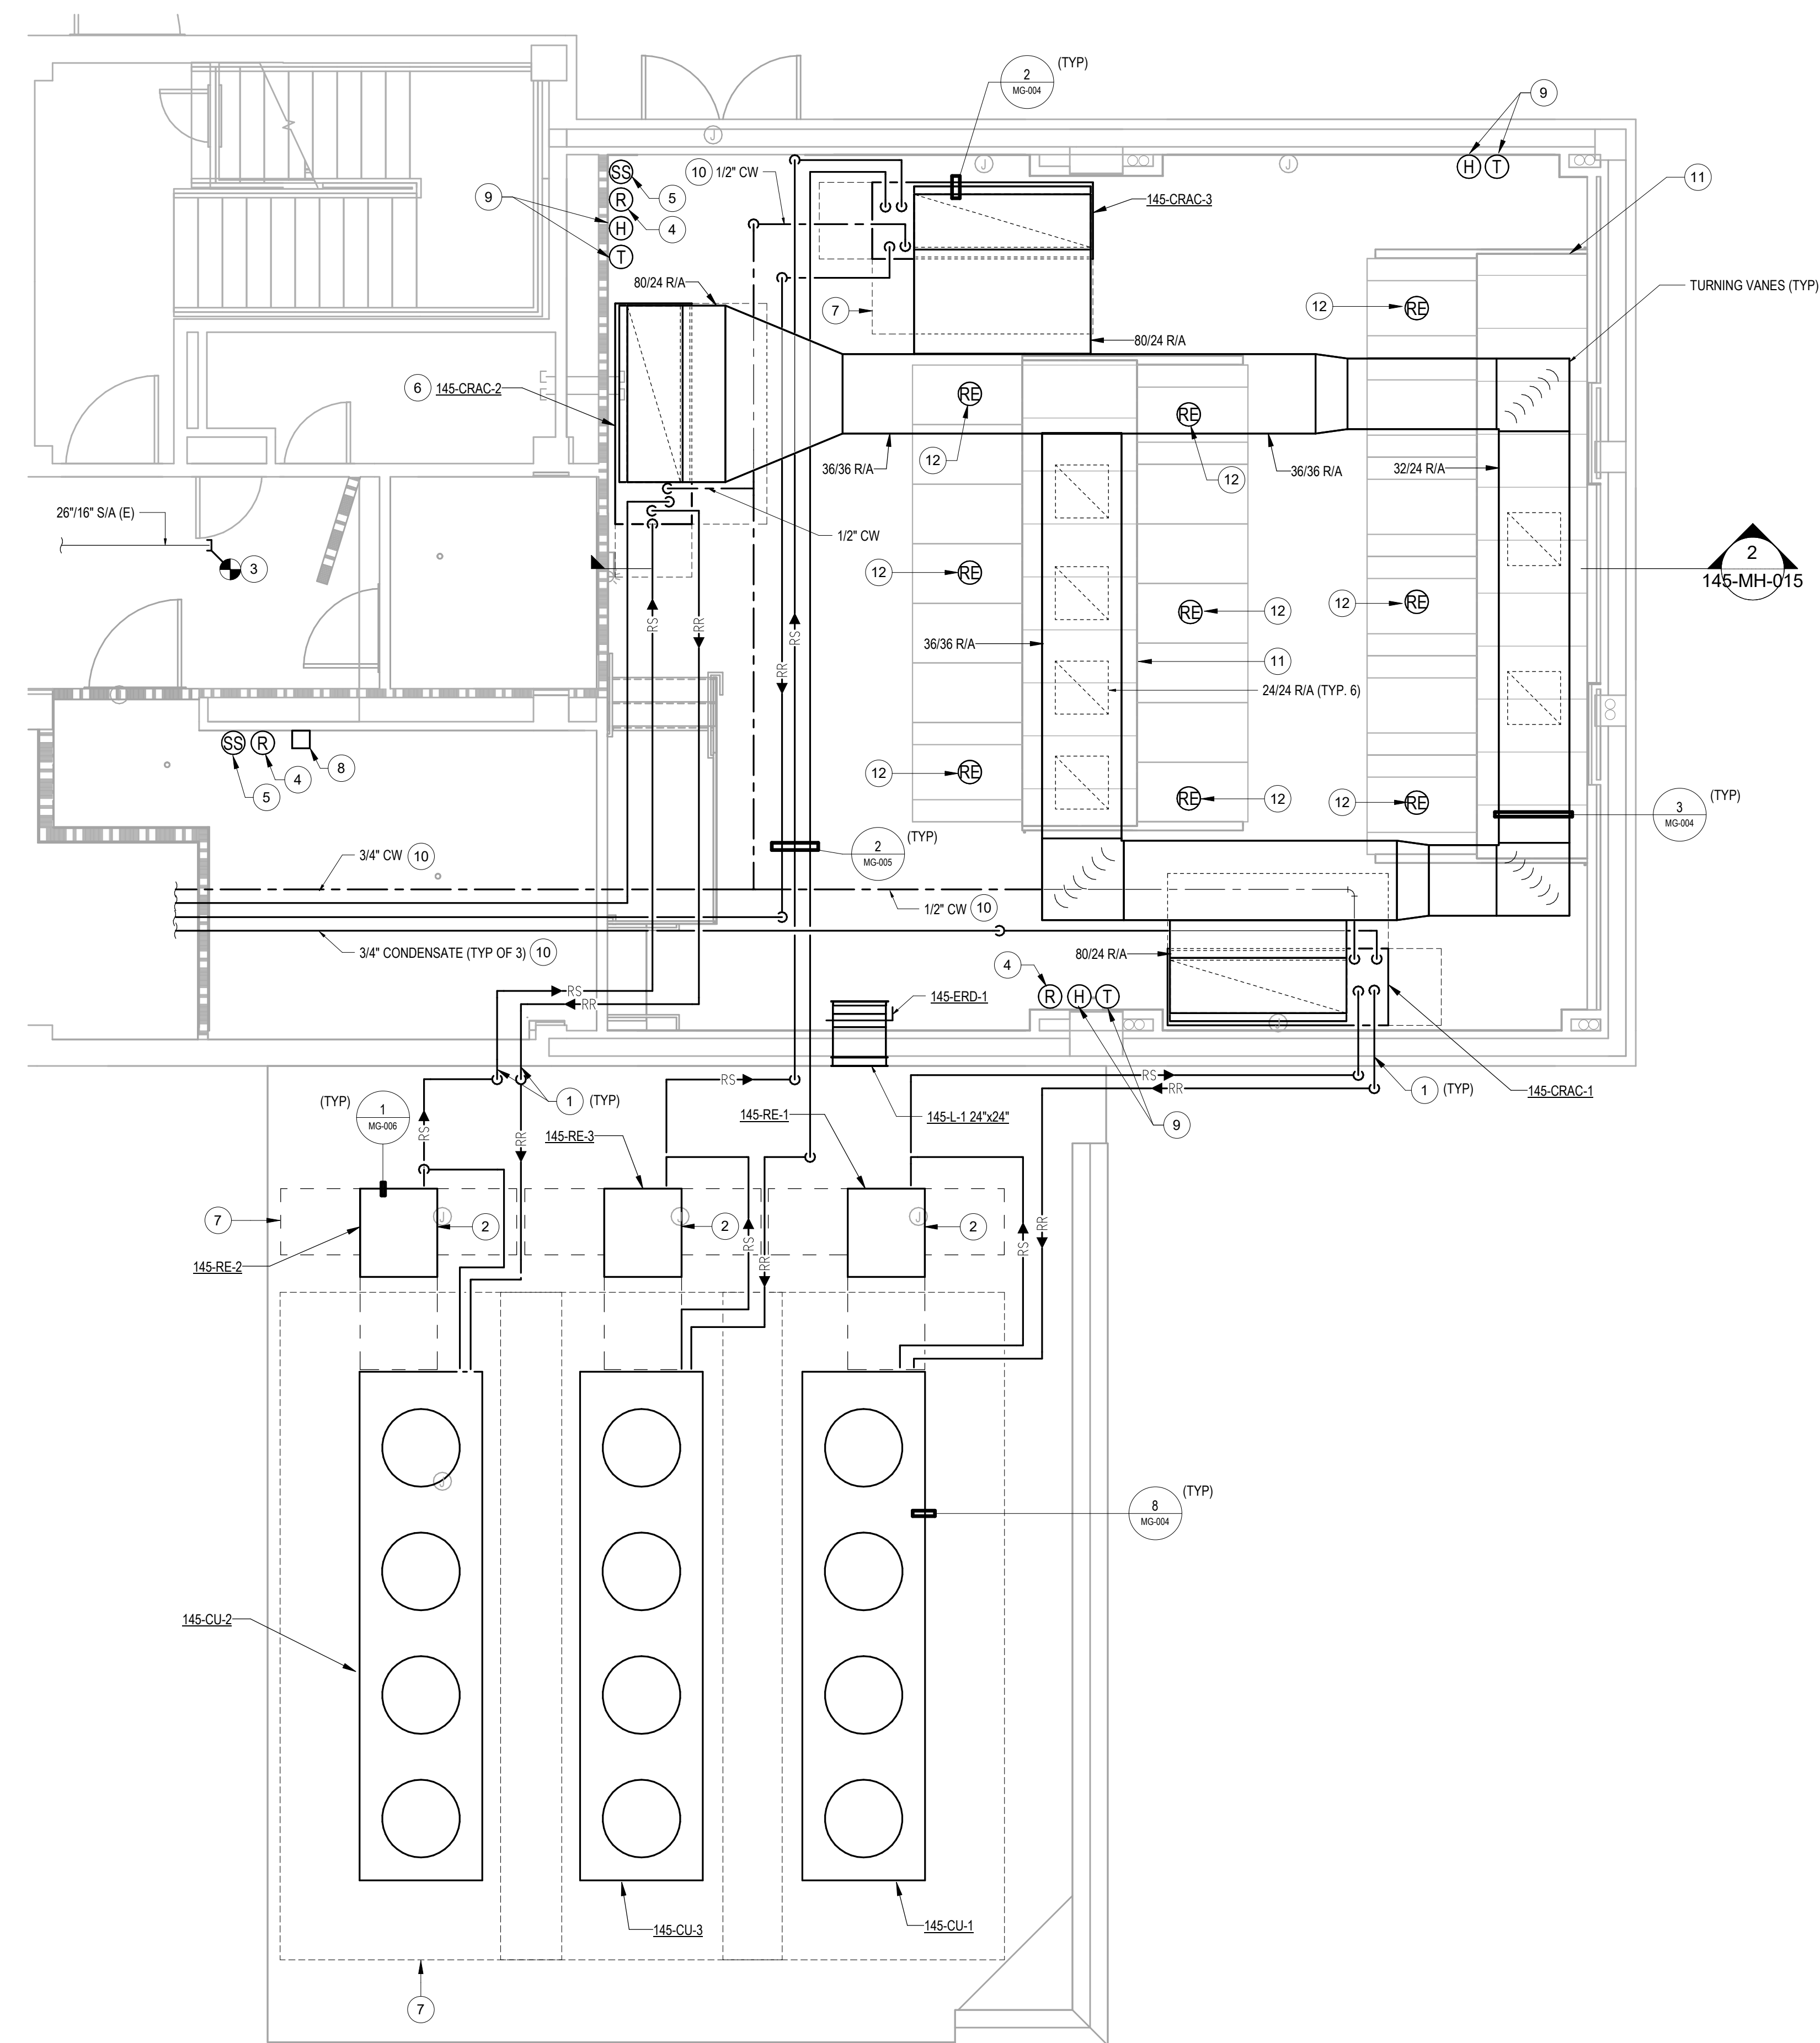 2
MG-004
(TYP)
9
J
J
J
H
T
11
SS
5
R
4
H
T
9
10 1/2" CW
145-CRAC-3
7
80/24 R/A
80/24 R/A
TURNING VANES (TYP)
12
RE
6 145-CRAC-2
RE
12
RE
12
36/36 R/A
36/36 R/A
32/24 R/A
26"/16" S/A (E)
3
1/2" CW
2
145-MH-015
12
RE
RE
12
12
RE
RS
RR
RR
RS
36/36 R/A
11
24/24 R/A (TYP. 6)
SS
R
5
4
8
12
RE
RE
12
12
RE
3
MG-004
(TYP)
2
MG-005
(TYP)
3/4" CW 10
1/2" CW 10
3/4" CONDENSATE (TYP OF 3) 10
80/24 R/A
4
R
H
T
J
145-ERD-1
RS
RR
RS
RS
RR
1 (TYP)
145-CRAC-1
9
145-L-1 24"x24"
(TYP)
1
MG-006
1 (TYP)
RS
RR
145-RE-3
145-RE-1
7
J
2
J
2
J
2
145-RE-2
RS
RR
RS
RR
J
8
MG-004
(TYP)
145-CU-2
145-CU-3
145-CU-1
7